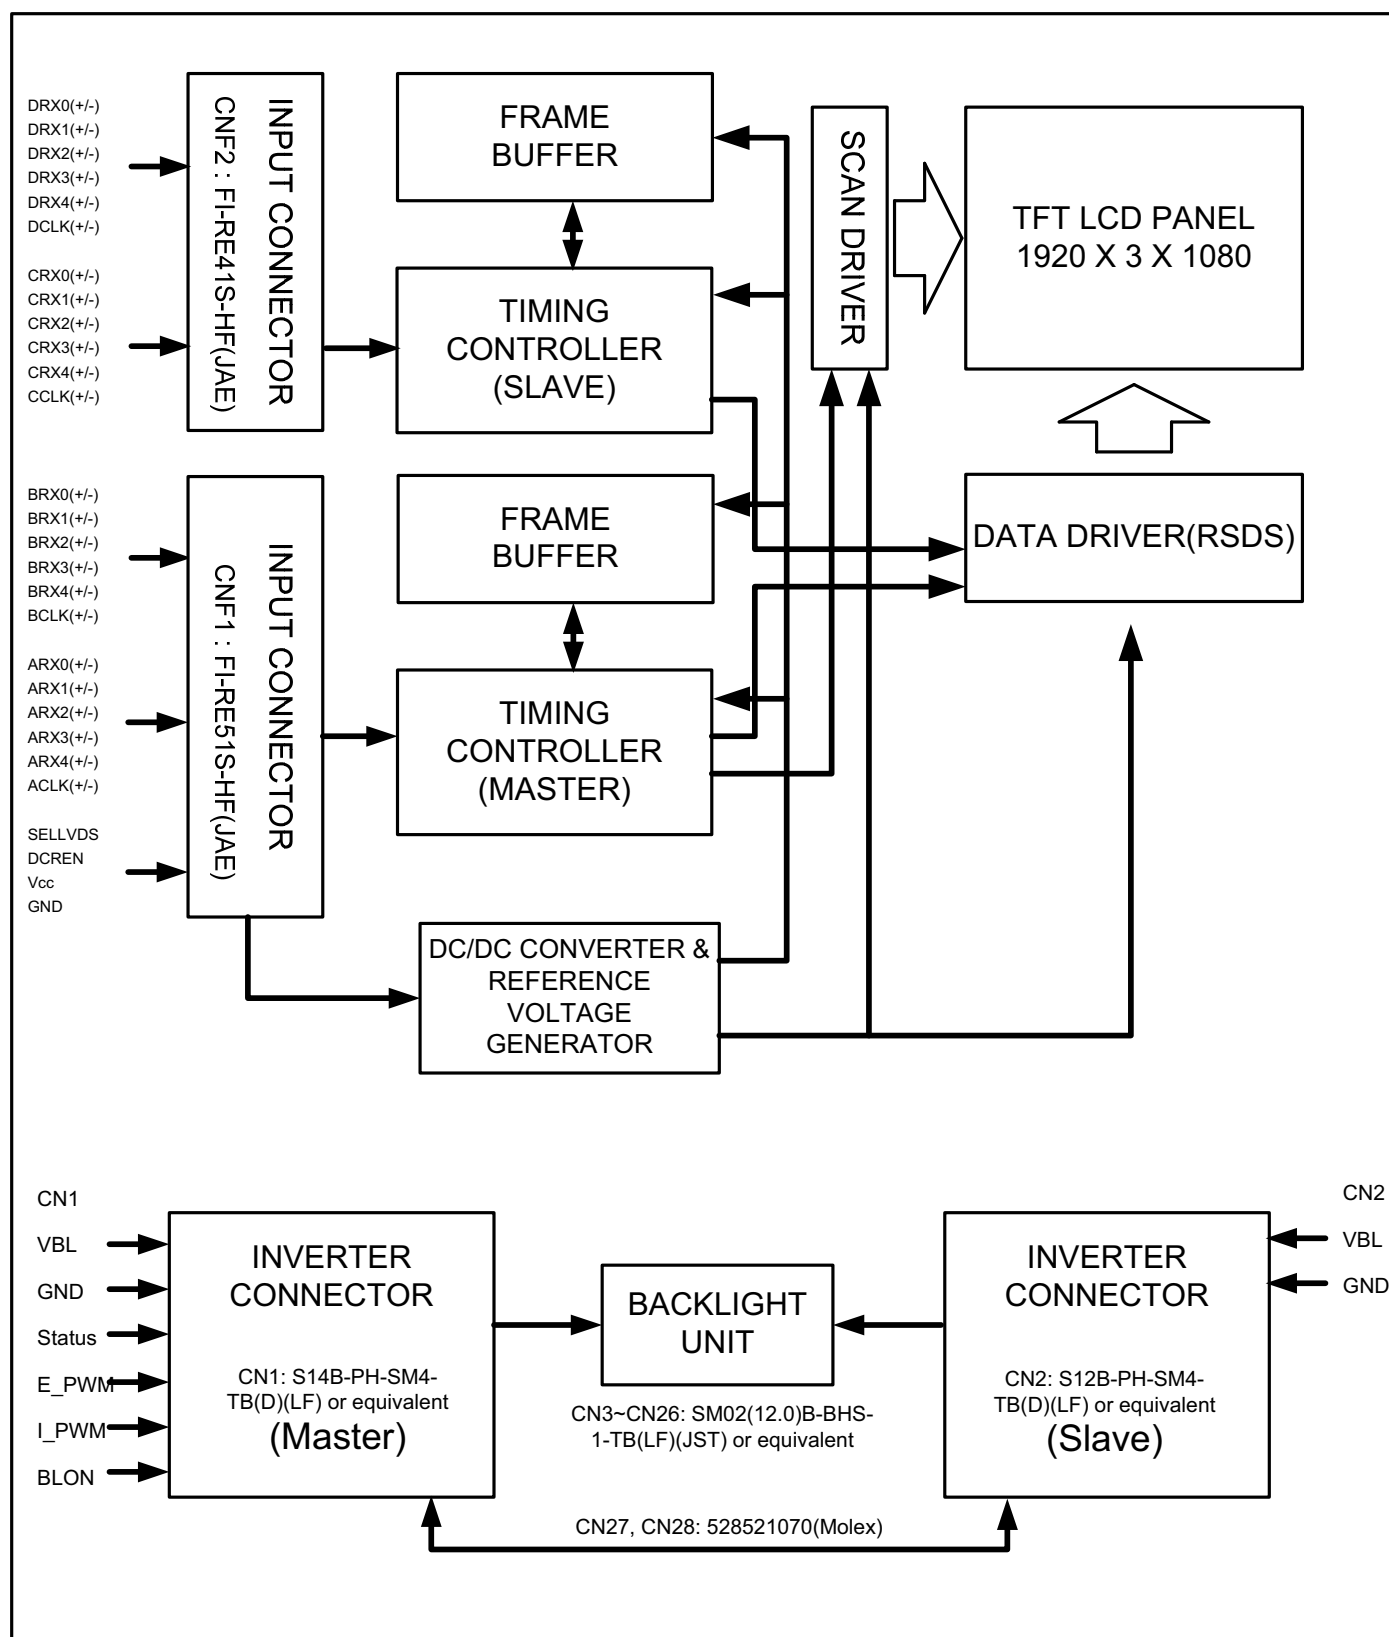 DRX0(+/-)
DRX1(+/-)
DRX2(+/-)
DRX3(+/-)
DRX4(+/-)
DCLK(+/-)
CRX0(+/-)
CRX1(+/-)
CRX2(+/-)
CRX3(+/-)
CRX4(+/-)
CCLK(+/-)
INPUT CONNECTOR
CNF2 : FI-RE41S-HF(JAE)
FRAME
BUFFER
TIMING
CONTROLLER
(SLAVE)
SCAN DRIVER
TFT LCD PANEL
1920 X 3 X 1080
BRX0(+/-)
BRX1(+/-)
BRX2(+/-)
BRX3(+/-)
BRX4(+/-)
BCLK(+/-)
ARX0(+/-)
ARX1(+/-)
ARX2(+/-)
ARX3(+/-)
ARX4(+/-)
ACLK(+/-)
SELLVDS
DCREN
Vcc
GND
INPUT CONNECTOR
CNF1 : FI-RE51S-HF(JAE)
FRAME
BUFFER
TIMING
CONTROLLER
(MASTER)
DATA DRIVER(RSDS)
DC/DC CONVERTER &
REFERENCE
VOLTAGE
GENERATOR
CN1
VBL
GND
Status
E_PWM
I_PWM
BLON
INVERTER
CONNECTOR
CN1: S14B-PH-SM4-
TB(D)(LF) or equivalent
(Master)
BACKLIGHT
UNIT
CN3~CN26: SM02(12.0)B-BHS-
1-TB(LF)(JST) or equivalent
INVERTER
CONNECTOR
CN2: S12B-PH-SM4-
TB(D)(LF) or equivalent
(Slave)
CN2
VBL
GND
CN27, CN28: 528521070(Molex)